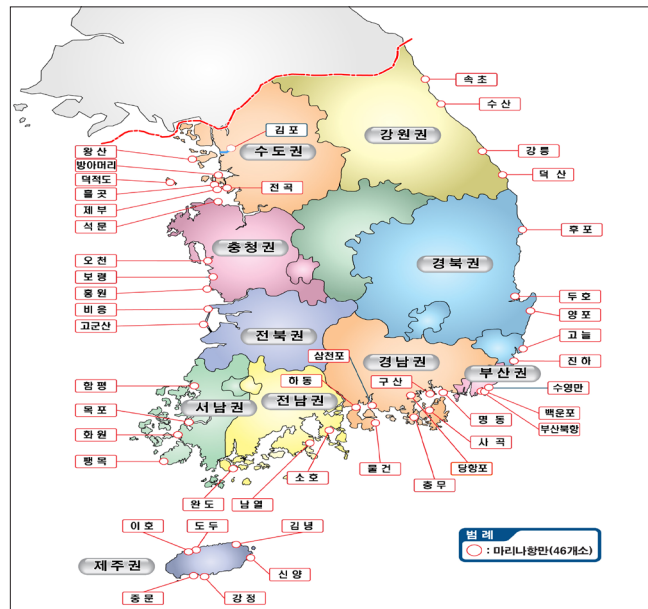 속초
수산
김포
강원권
왕산
수도권
강릉
방아머리
덕적도
덕산
전곡
흘곶
제부
석문
후포
충청권
오천
경북권
보령
홍원
두호
비응
양포
고군산
전북권
고늘
삼천포
경남권
진하
하동
구산
부산권
함평
수영만
서남권
전남권
목포
명동
백운포
부산북항
화원
사곡
팽목
물건
당항포
소호
충무
완도
남열
이호
도두
김녕
제주권
신양
중문
강정
범례
: 마리나항만(46개소)